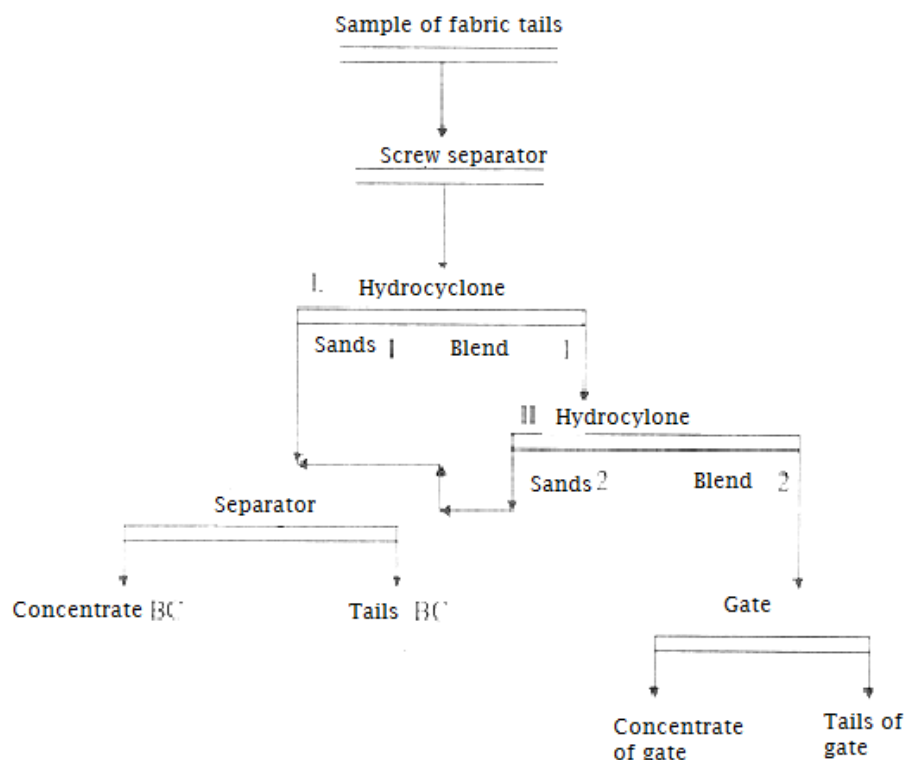 Sample of fabric tails
Screw separator
I. Hydrocyclone
Sands 1 Blend 1
II Hydrocylone
Sands 2 Blend 2
Separator
Concentrate BC Tails BC
Gate
Concentrate
of gate
Tails of
gate